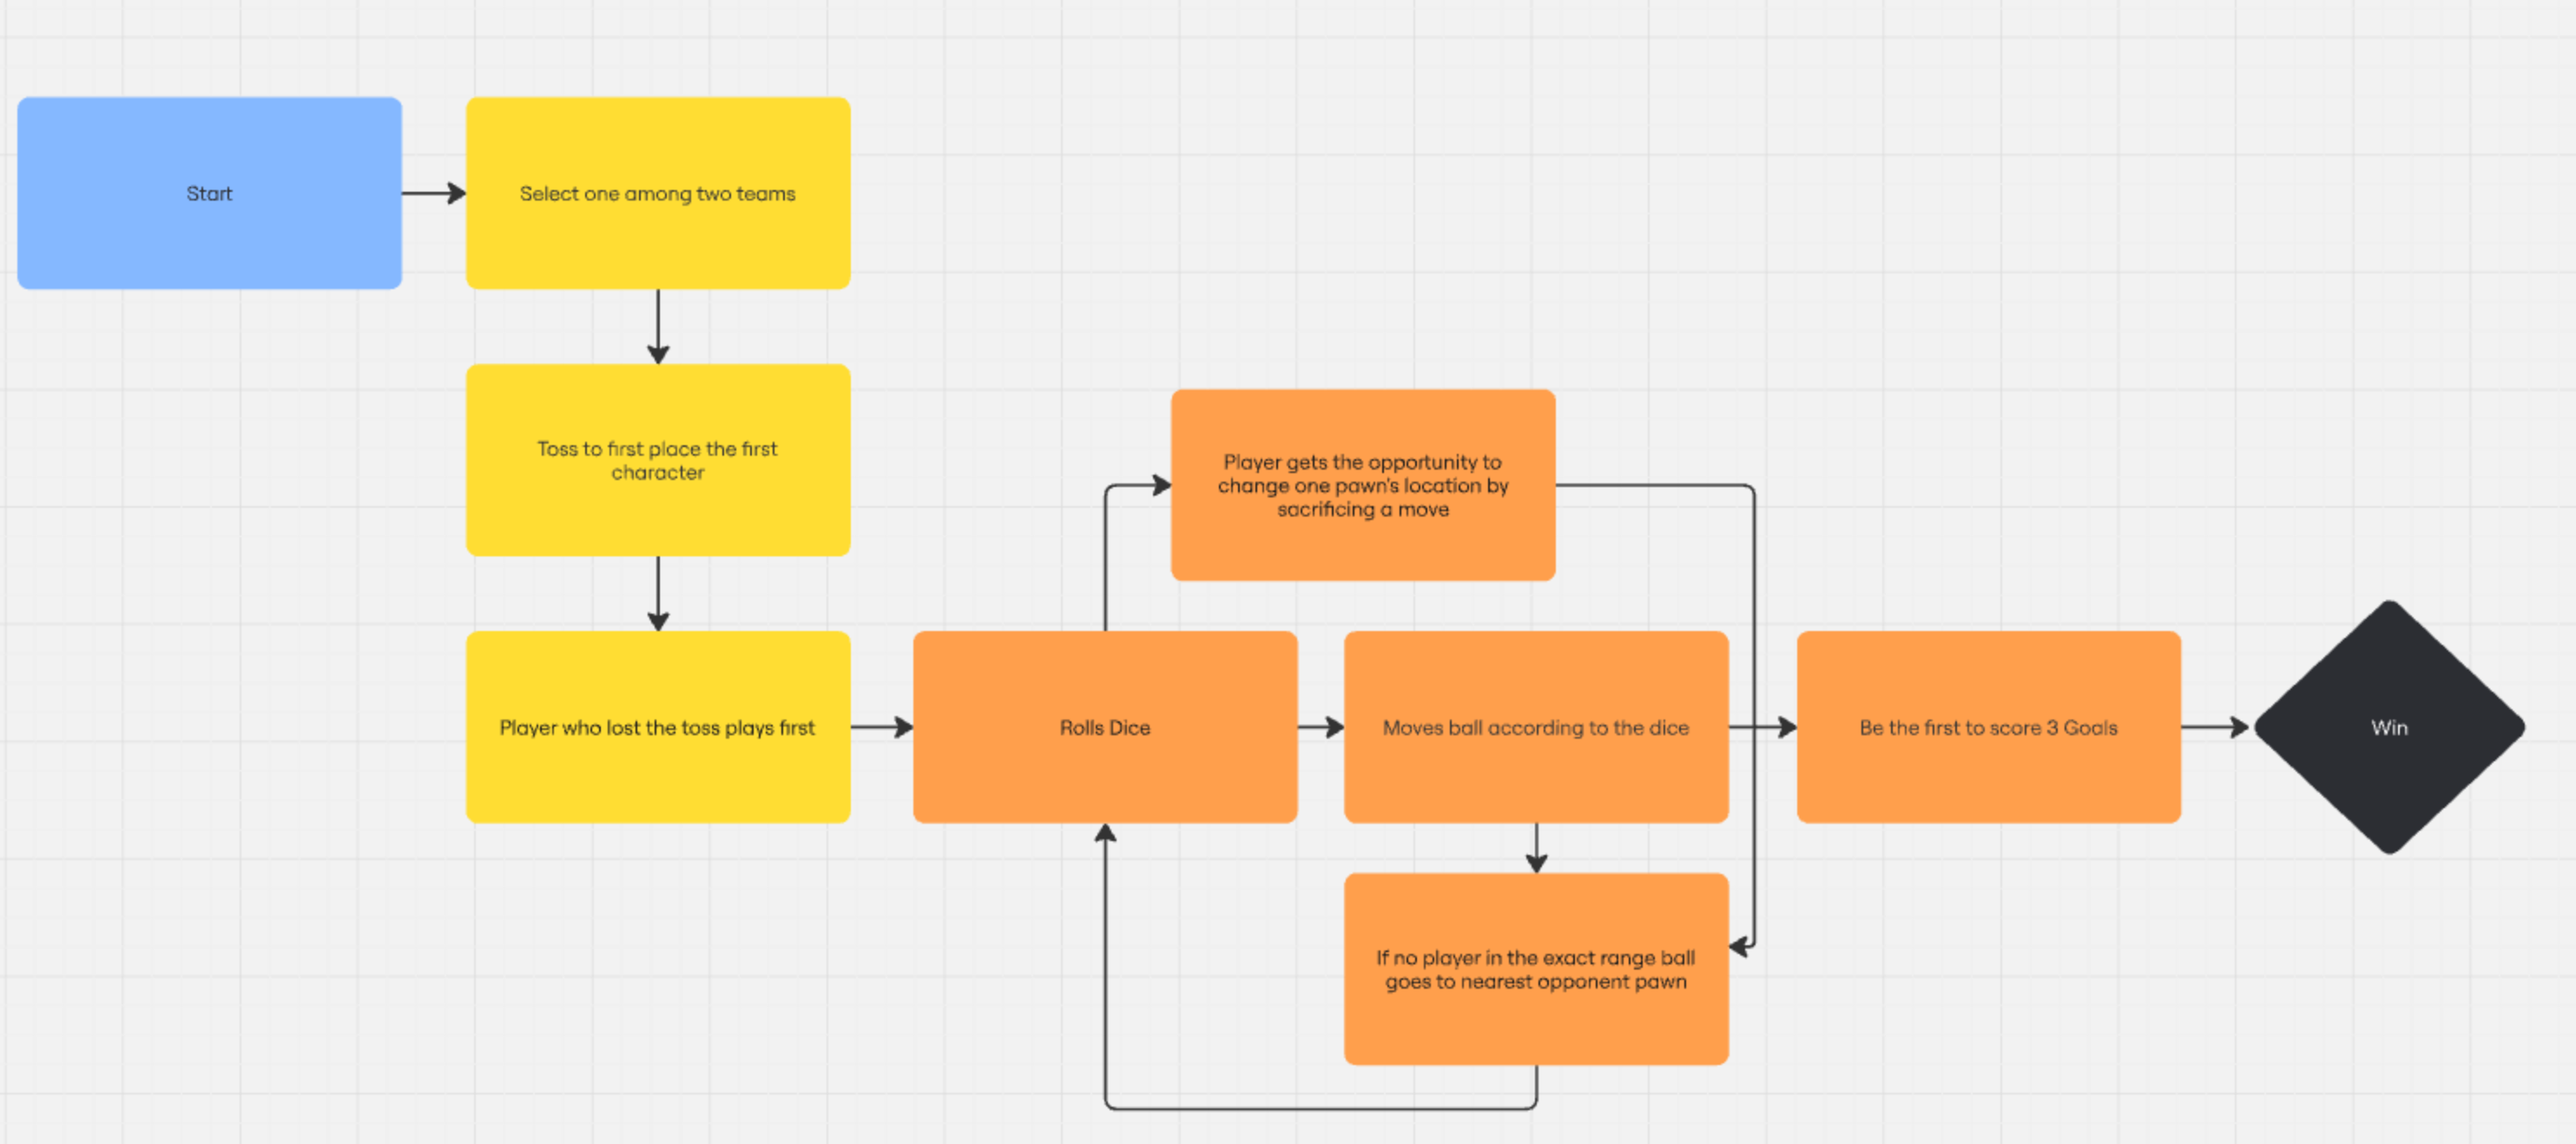 Start
Select one among two teams
Toss to first place the first
character
Player gets the opportunity to
change one pawn's location by
sacrificing a move
Player who lost the toss plays first
Rolls Dice
Moves ball according to the dice
Be the first to score 3 Goals
Win
If no player in the exact range ball
goes to nearest opponent pawn